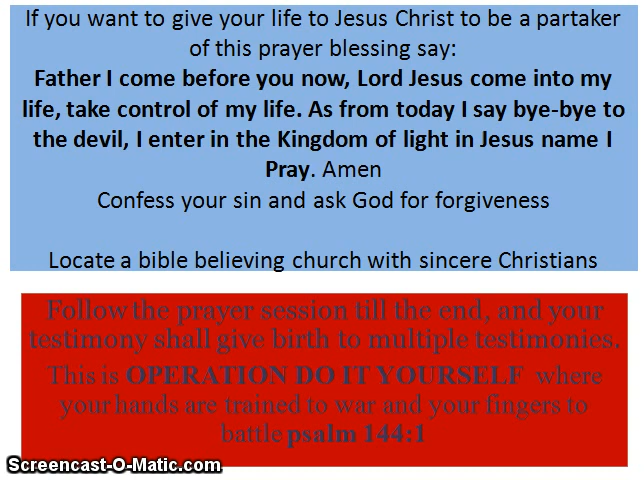 If you want to give your life to Jesus Christ to be a partaker
of this prayer blessing say:
Father I come before you now, Lord Jesus come into my
life, take control of my life. As from today I say bye-bye to
the devil, I enter in the Kingdom of light in Jesus name I
Pray. Amen
Confess your sin and ask God for forgiveness
Locate a bible believing church with sincere Christians
Follow the prayer session till the end, and your
testimony shall give birth to multiple testimonies.
This is OPERATION DO IT YOURSELF where
your hands are trained to war and your fingers to
battle psalm 144:1
Screencast-O-Matic.com